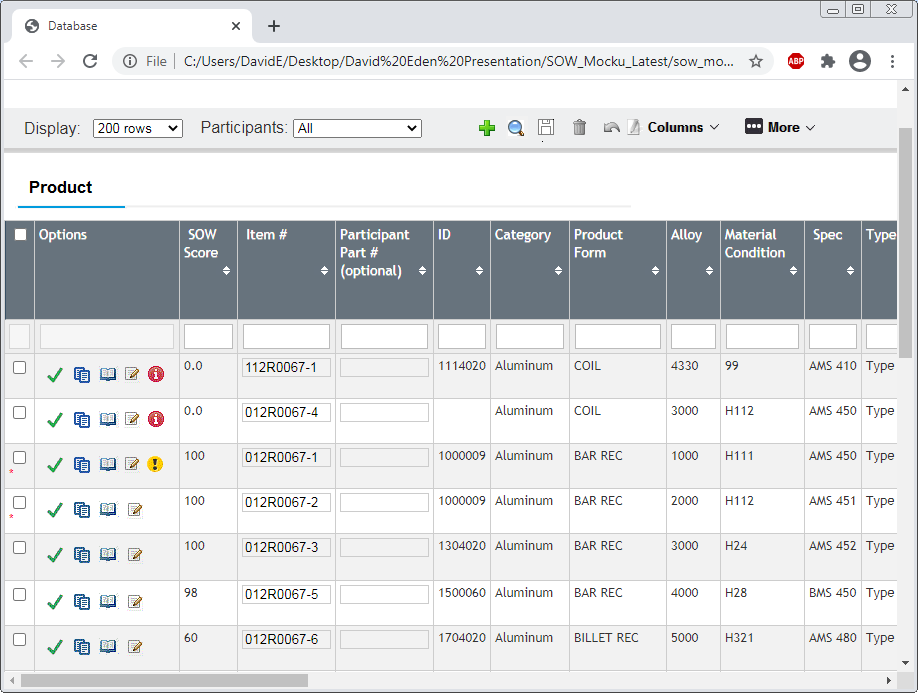 Database
File C:/Users/DavidE/Desktop/David%20Eden%20Presentation/SOW_Mocku_Latest/sow_mo... ABP
Display: 200 rows Participants: All Columns More
Product
Options SOW Score Item # Participant Part # (optional) ID Category Product Form Alloy Material Condition Spec Type
0.0 112R0067-1 1114020 Aluminum COIL 4330 99 AMS 410 Type
0.0 012R0067-4 Aluminum COIL 3000 H112 AMS 450 Type
* 100 012R0067-1 1000009 Aluminum BAR REC 1000 H111 AMS 450 Type
* 100 012R0067-2 1000009 Aluminum BAR REC 2000 H112 AMS 451 Type
100 012R0067-3 1304020 Aluminum BAR REC 3000 H24 AMS 452 Type
98 012R0067-5 1500060 Aluminum BAR REC 4000 H28 BMS 450 Type
60 012R0067-6 1704020 Aluminum BILLET REC 5000 H321 AMS 480 Type